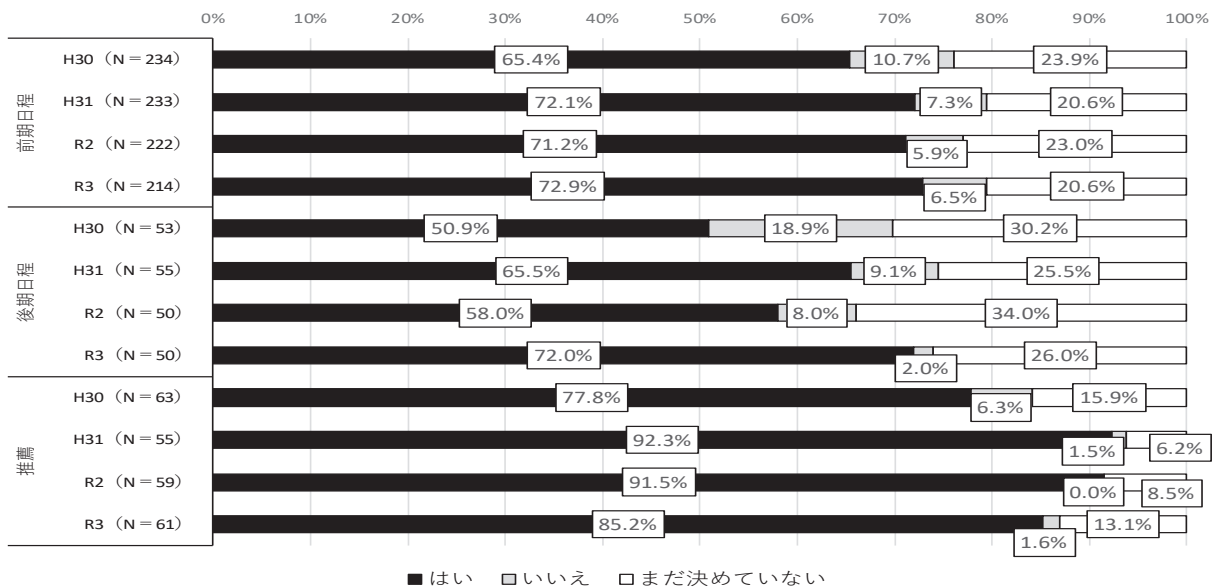 0% 10% 20% 30% 40% 50% 60% 70% 80% 90% 100%
前期日程
H30 (N = 234) 65.4% 10.7% 23.9%
H31 (N = 233) 72.1% 7.3% 20.6%
R2 (N = 222) 71.2% 5.9% 23.0%
R3 (N = 214) 72.9% 6.5% 20.6%
後期日程
H30 (N = 53) 50.9% 18.9% 30.2%
H31 (N = 55) 65.5% 9.1% 25.5%
R2 (N = 50) 58.0% 8.0% 34.0%
R3 (N = 50) 72.0% 2.0% 26.0%
推薦
H30 (N = 63) 77.8% 6.3% 15.9%
H31 (N = 55) 92.3% 1.5% 6.2%
R2 (N = 59) 91.5% 0.0% 8.5%
R3 (N = 61) 85.2% 1.6% 13.1%
はい いいえ まだ決めていない